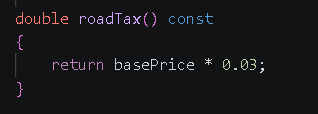 double roadTax() const
{
    return basePrice * 0.03;
}